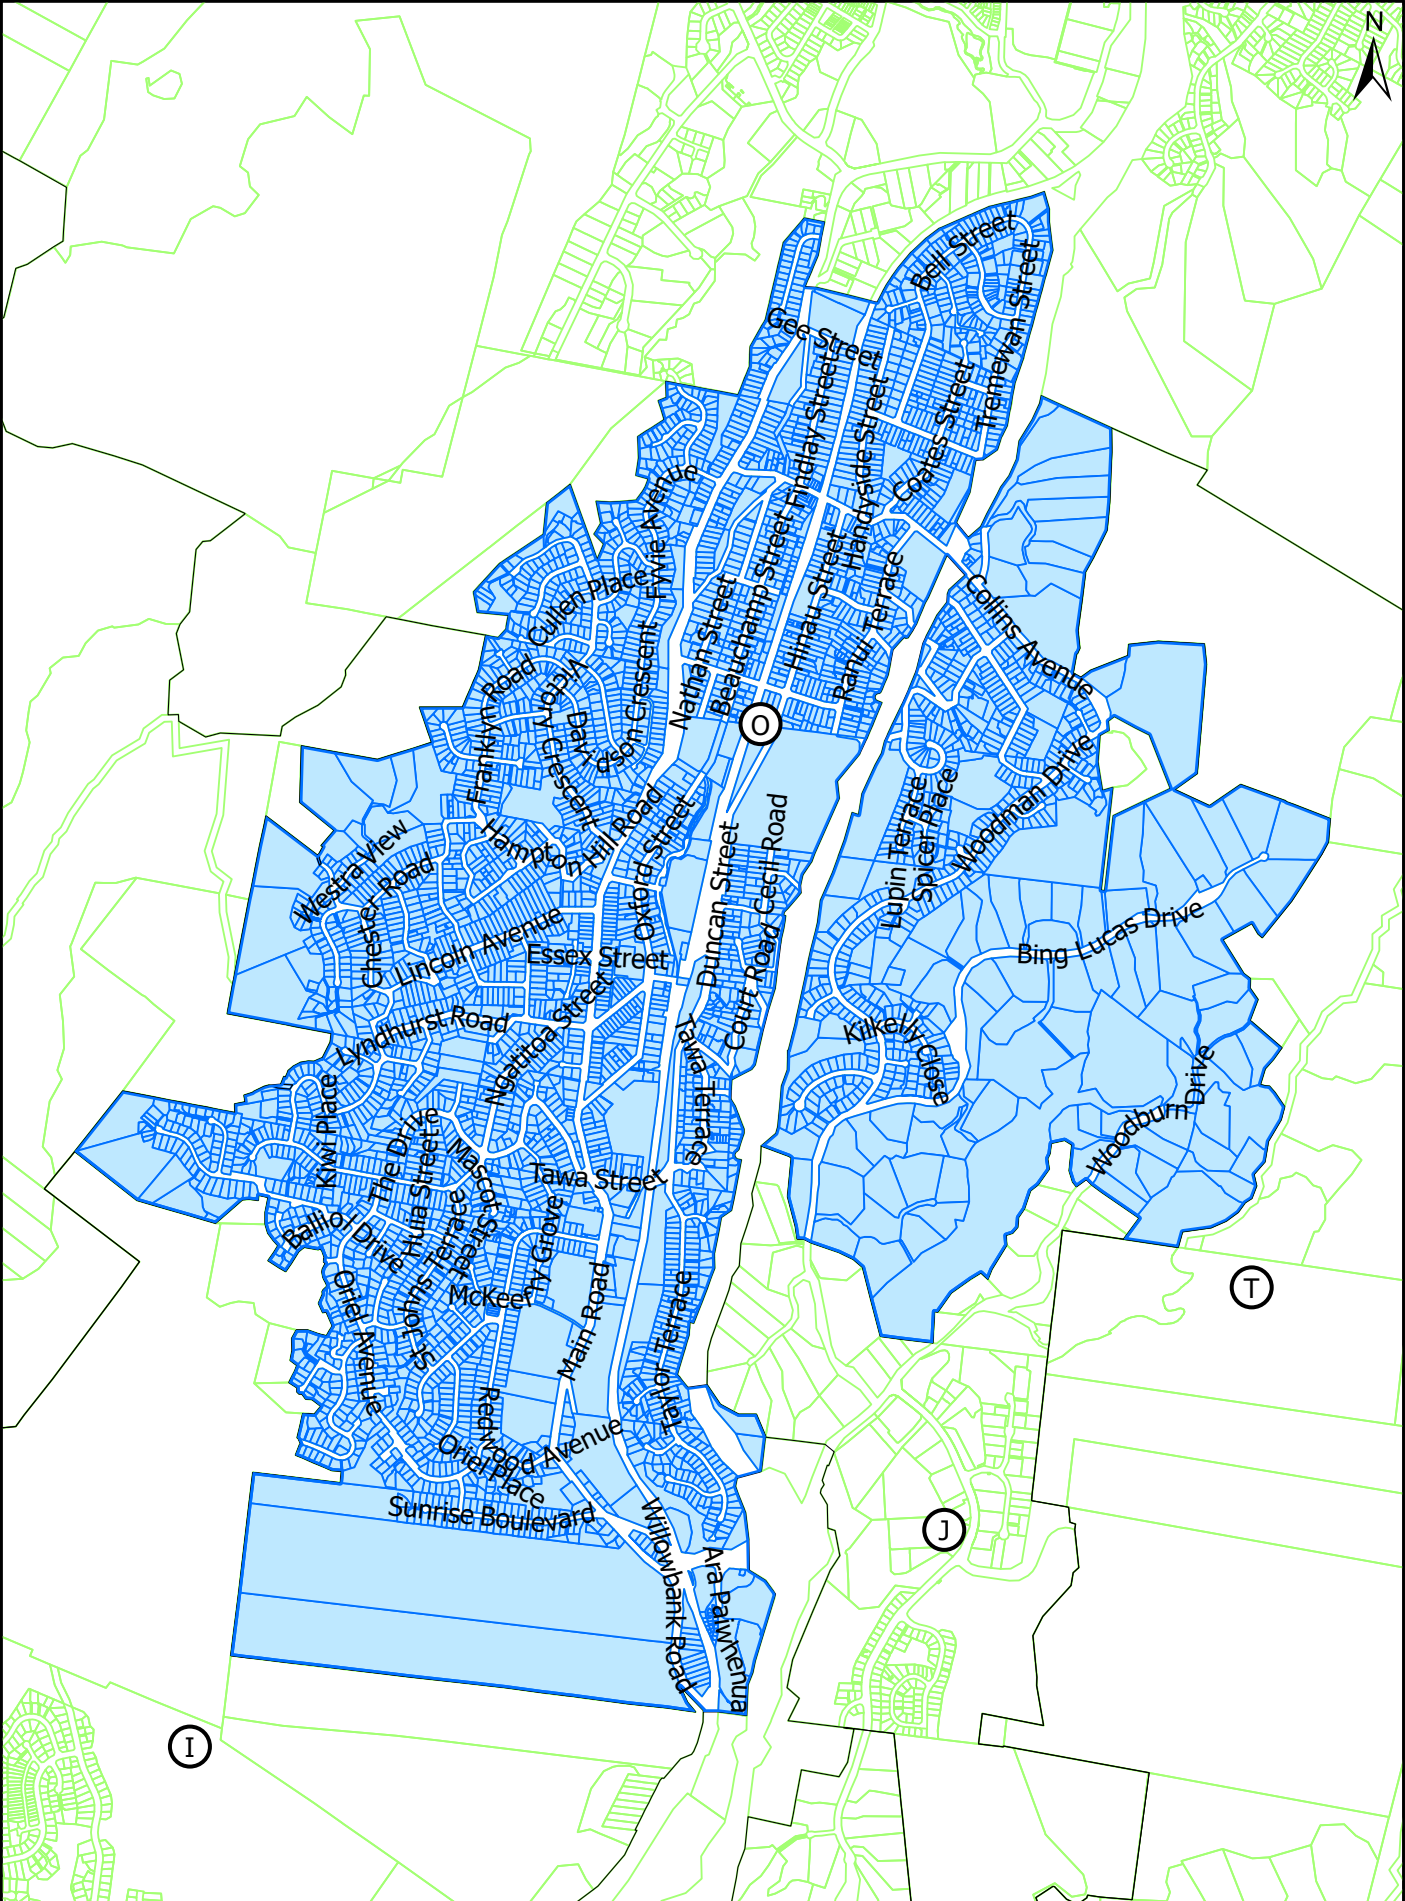 N
Bell Street
Gee Street
Tremewan Street
Findlay Street
Handyside Street
Coates Street
Fyvie Avenue
Cullen Place
Nathan Street
Beauchamp Street
Hinau Street
Ranui Terrace
Collins Avenue
Franklyn Road
Victory Crescent
Davidson Crescent
O
Woodman Drive
Hampton Hill Road
Oxford Street
Duncan Street
Court Road Cecil Road
Lupin Terrace
Spicer Place
Westra View
Chester Road
Lincoln Avenue
Essex Street
Bing Lucas Drive
Lyndhurst Road
Ngatitoa Street
Tawa Terrace
Kilkelly Close
Woodburn Drive
Kiwi Place
The Drive
Huia Street
Mascot Street
Tawa Street
Balliol Drive
St Johns Terrace
McKeefry Grove
Oriel Avenue
Main Road
Taylor Terrace
T
Redwood Avenue
Oriel Place
Sunrise Boulevard
Willowbank Road
Ara Paiwhenua
J
I